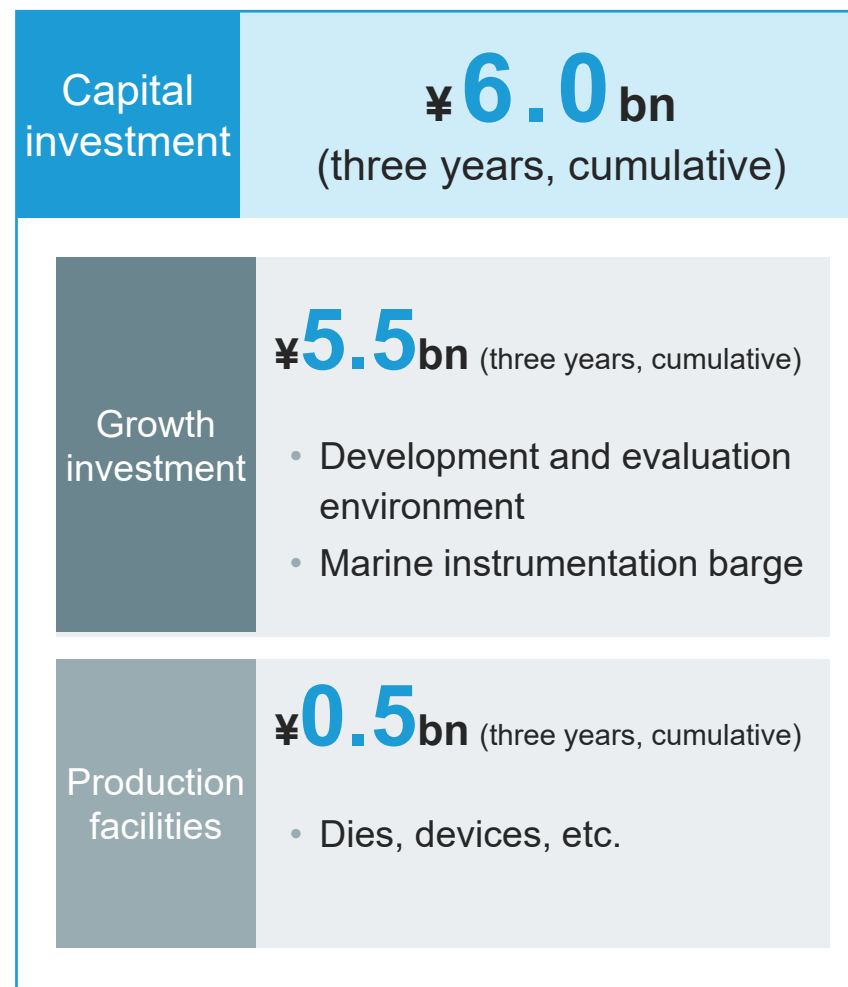 Capital
investment
¥6.0bn
(three years, cumulative)
Growth
investment
¥5.5bn (three years, cumulative)
• Development and evaluation
environment
• Marine instrumentation barge
Production
facilities
¥0.5bn (three years, cumulative)
• Dies, devices, etc.